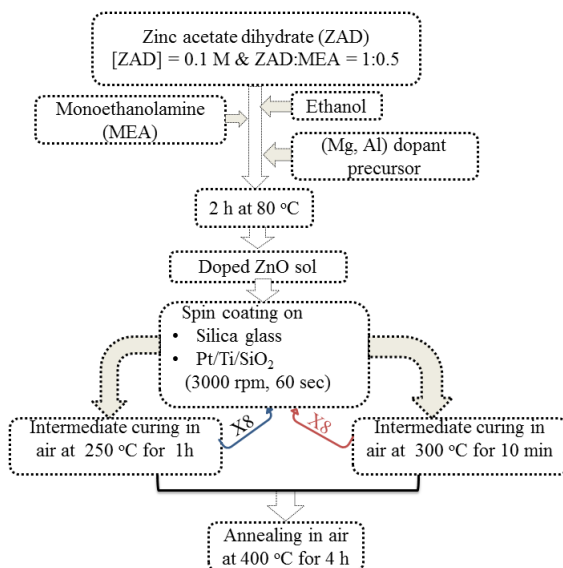 Zinc acetate dihydrate (ZAD)
[ZAD] = 0.1 M & ZAD:MEA = 1:0.5
Monoethanolamine
(MEA)
Ethanol
(Mg, Al) dopant
precursor
2 h at 80 °C
Doped ZnO sol
Spin coating on
• Silica glass
• Pt/Ti/SiO₂
(3000 rpm, 60 sec)
Intermediate curing in
air at 250 °C for 1h
X8
X8
Intermediate curing in
air at 300 °C for 10 min
Annealing in air
at 400 °C for 4 h